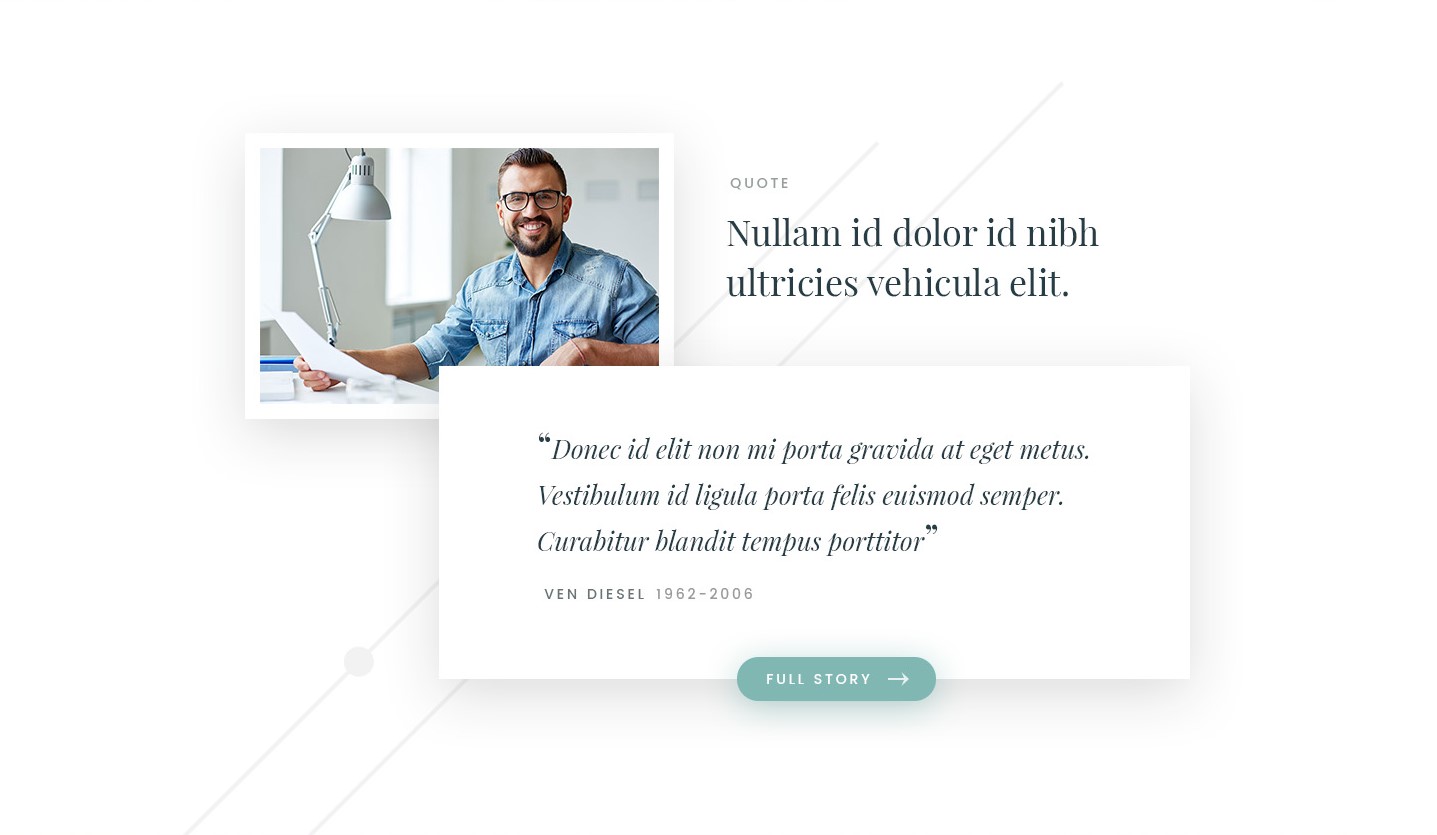 QUOTE
Nullam id dolor id nibh
ultricies vehicula elit.
“Donec id elit non mi porta gravida at eget metus.
Vestibulum id ligula porta felis euismod semper.
Curabitur blandit tempus porttitor”
VEN DIESEL 1962-2006
FULL STORY